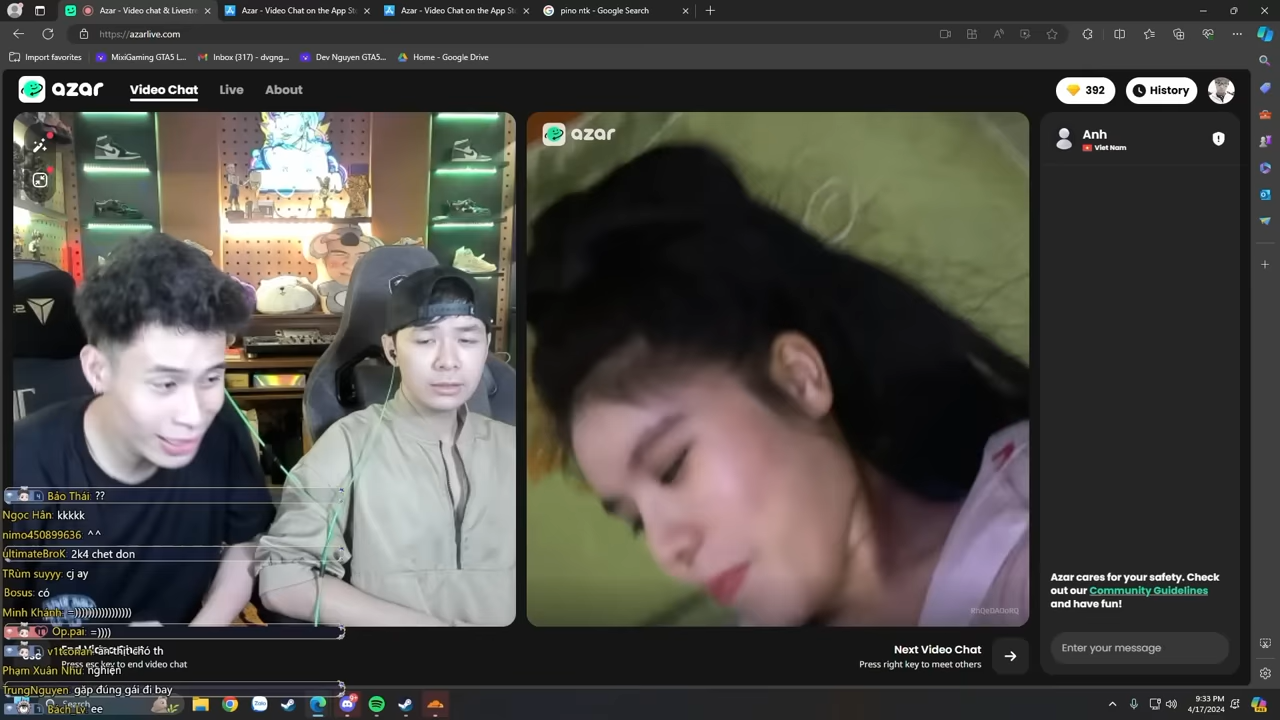 Azar - Video chat & Livestre
Azar - Video Chat on the App St
Azar - Video Chat on the App St
pino ntk - Google Search
https://azarlive.com
Import favorites
MixiGaming GTA5 L...
Inbox (317) - dvgng...
Dev Nguyen GTA5...
Home - Google Drive
azar
Video Chat
Live
About
392
History
azar
Anh
Viet Nam
Bảo Thái: ??
Ngọc Hân: kkkkk
nimo450899636: ^^
ultimateBroK: 2k4 chet don
TRùm suyyy: cj ay
Bosus: có
Minh Khánh: =))))))))))))))))))
Op.pai: =))))
Press esc key to end video chat
Phạm Xuân Như: nghiện
TrungNguyen: gặp đúng gái đi bay
Bách Lý: ee
Next Video Chat
Press right key to meet others
Azar cares for your safety. Check
out our Community Guidelines
and have fun!
Enter your message
9:33 PM
4/17/2024